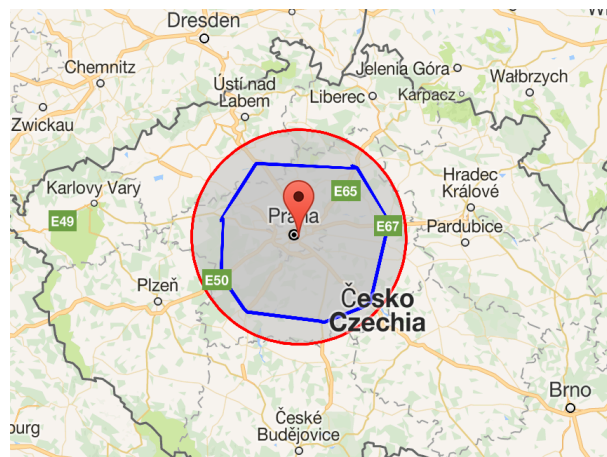 Dresden
Chemnitz
Jelenia Góra
Wałbrzych
Ústí nad
Labem
Liberec
Karpacz
Zwickau
Hradec
Králové
Karlovy Vary
E65
E49
Praha
E67
Pardubice
E50
Plzeň
Česko
Czechia
Brno
České
Budějovice
burg